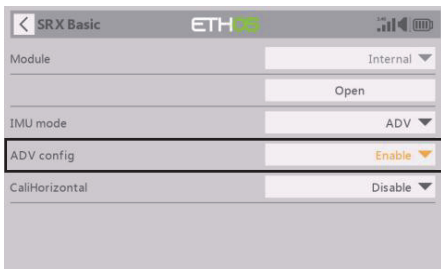 SRX Basic ETHOS
Module Internal
Open
IMU mode ADV
ADV config Enable
CaliHorizontal Disable